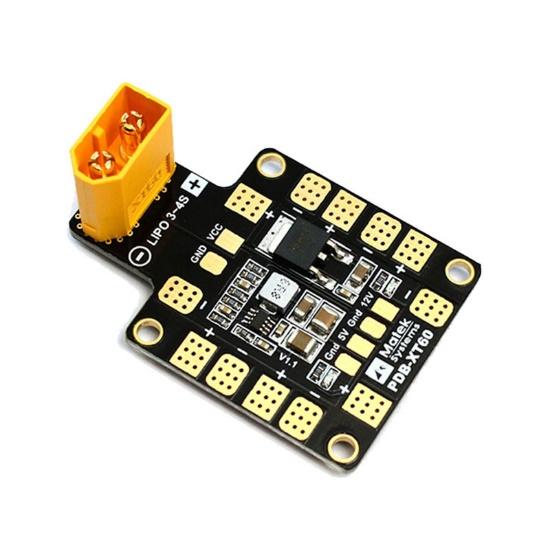 XT60
LIPO 3-4S +
GND VCC
Gnd 5V Gnd 12V
V1.1
Matek
Systems
PDB-XT60